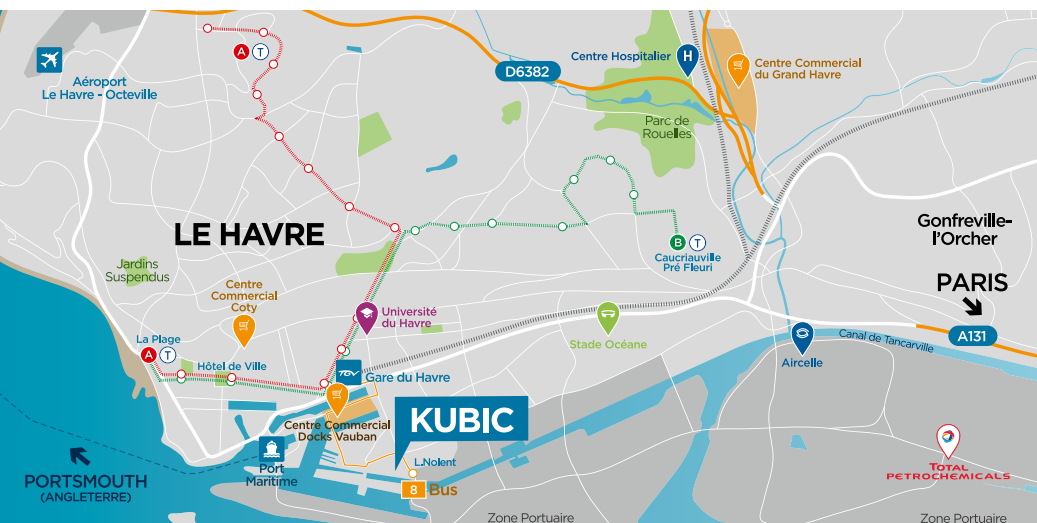 A T
Aéroport
Le Havre - Octeville
D6382
Centre Hospitalier
H
Centre Commercial
du Grand Havre
Parc de
Rouelles
LE HAVRE
Jardins
Suspendus
B T
Caucriauville
Pré Fleuri
Gonfreville-
l'Orcher
PARIS
Centre
Commercial
Coty
Université
du Havre
Stade Océane
La Plage
A T
Hôtel de Ville
Aircelle
Canal de Tancarville
A131
TGV
Gare du Havre
Centre Commercial
Docks Vauban
KUBIC
L.Nolent
8 Bus
Port
Maritime
PORTSMOUTH
(ANGLETERRE)
TOTAL
PETROCHEMICALS
Zone Portuaire
Zone Portuaire